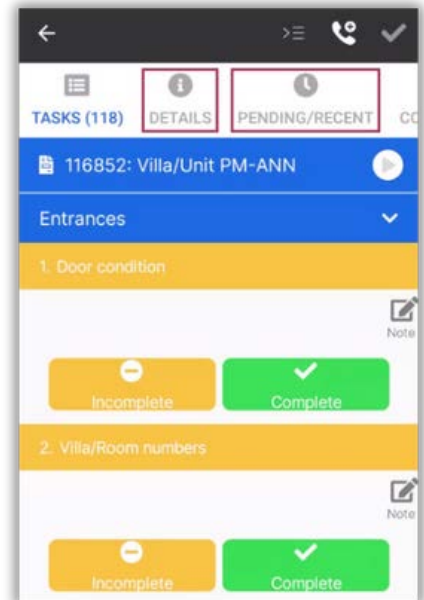 TASKS (118) DETAILS PENDING/RECENT
116852: Villa/Unit PM-ANN
Entrances
1. Door condition
Note
Incomplete Complete
2. Villa/Room numbers
Note
Incomplete Complete